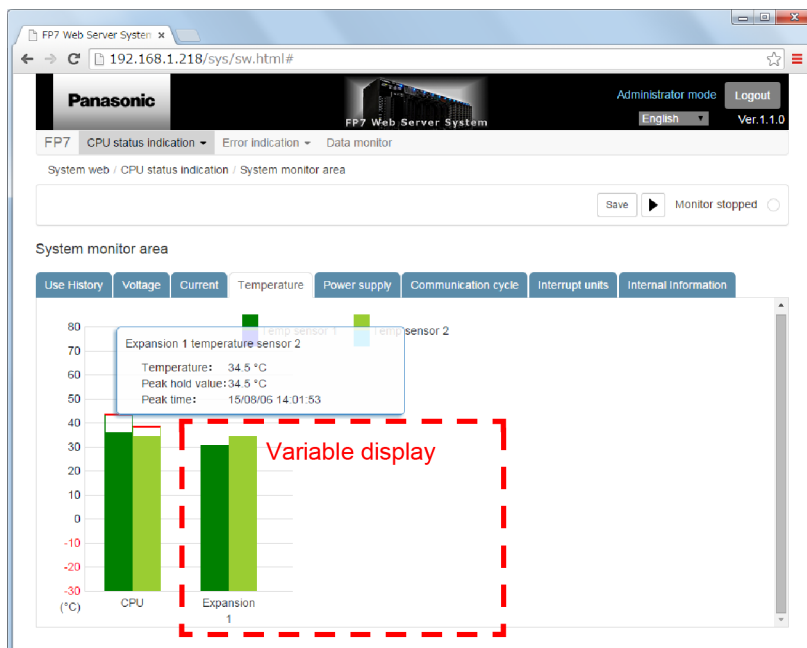 FP7 Web Server System ×
192.168.1.218/sys/sw.html#
Panasonic
FP7 Web Server System
Administrator mode Logout
English Ver.1.1.0
FP7 CPU status indication Error indication Data monitor
System web / CPU status indication / System monitor area
Save Monitor stopped
System monitor area
Use History Voltage Current Temperature Power supply Communication cycle Interrupt units Internal Information
Temp sensor 1 Temp sensor 2
Expansion 1 temperature sensor 2
Temperature: 34.5 °C
Peak hold value: 34.5 °C
Peak time: 15/08/06 14:01:53
80
70
60
50
40
30
20
10
0
-10
-20
-30
(°C)
Variable display
CPU Expansion
1